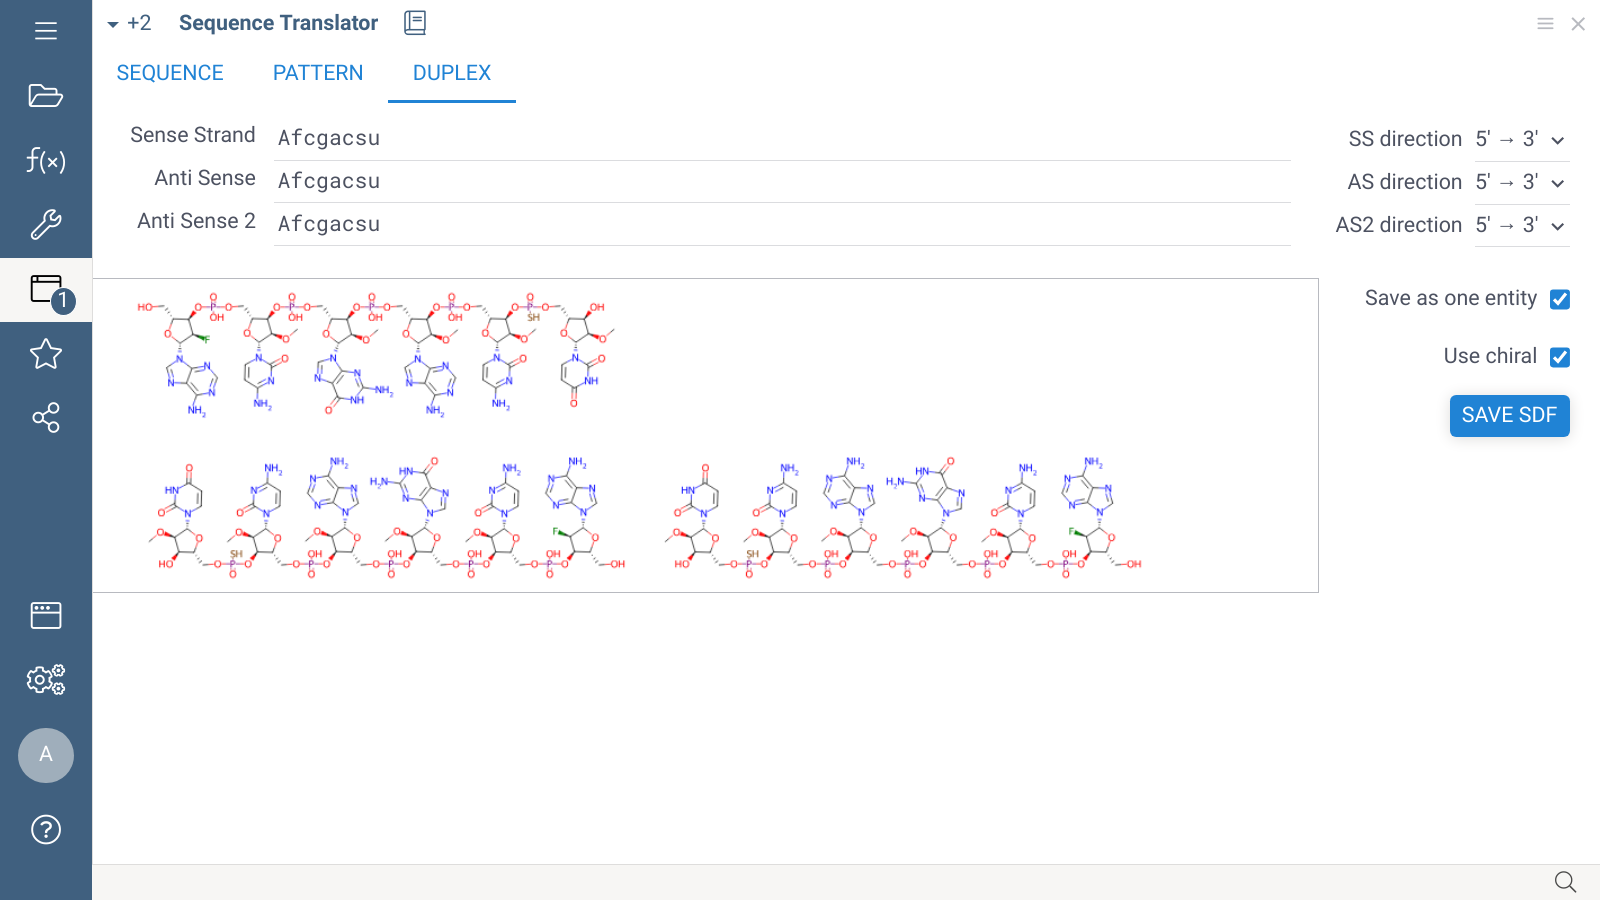 +2 Sequence Translator
SEQUENCE PATTERN DUPLEX
Sense Strand Afcgacsu SS direction 5' → 3'
Anti Sense Afcgacsu AS direction 5' → 3'
Anti Sense 2 Afcgacsu AS2 direction 5' → 3'
f(x)
1
Save as one entity
Use chiral
SAVE SDF
A
?